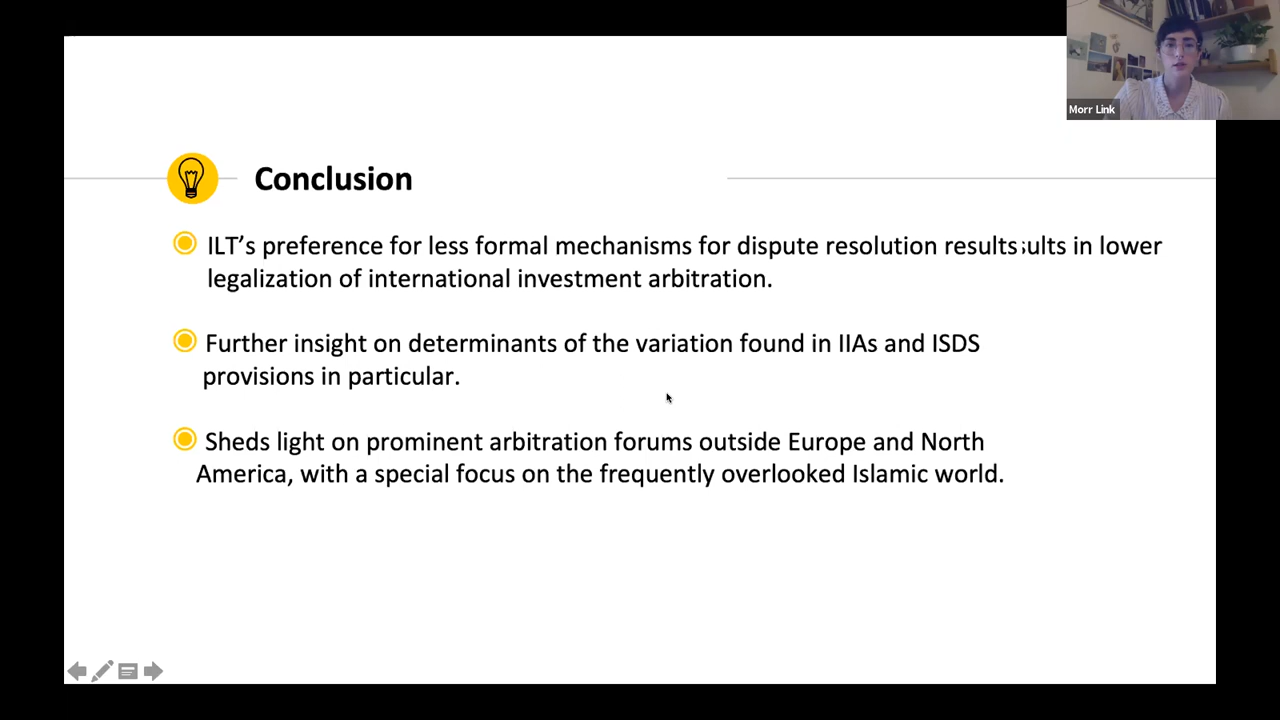 Morr Link
Conclusion
ILT's preference for less formal mechanisms for dispute resolution results;ults in lower
legalization of international investment arbitration.
Further insight on determinants of the variation found in IIAs and ISDS
provisions in particular.
Sheds light on prominent arbitration forums outside Europe and North
America, with a special focus on the frequently overlooked Islamic world.